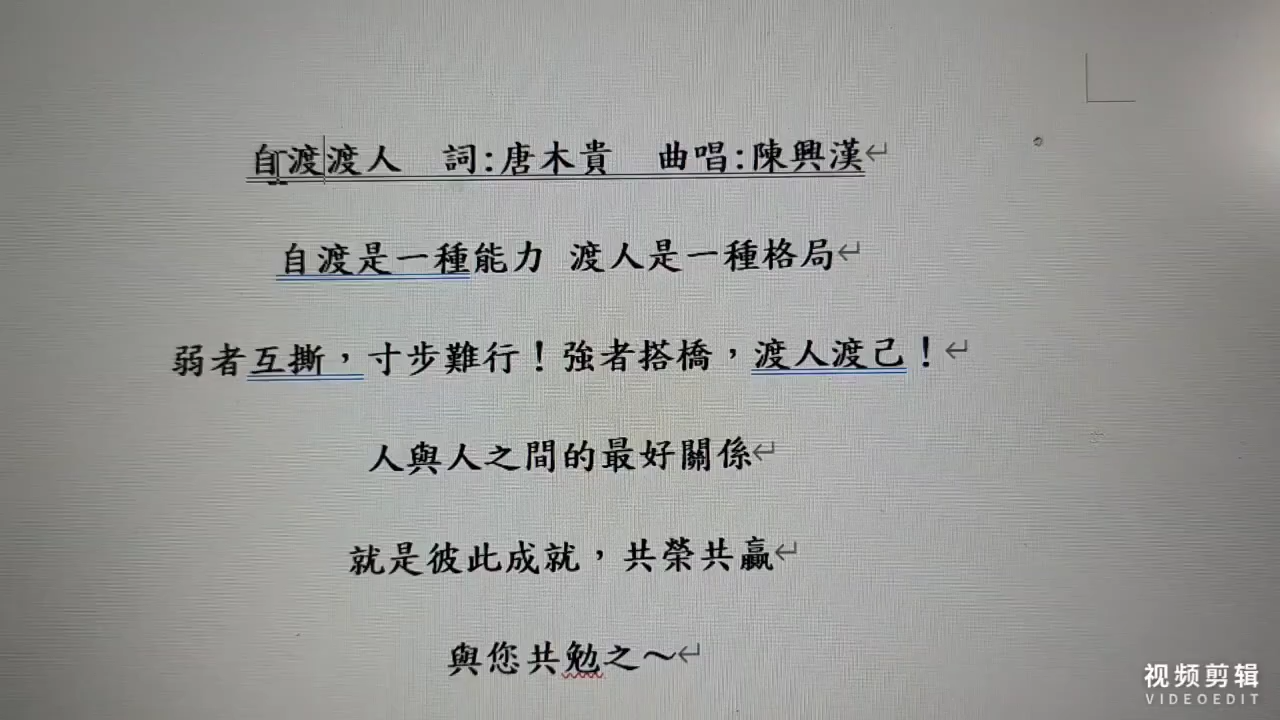 自渡渡人　詞:唐木貴　曲唱:陳興漢
自渡是一種能力 渡人是一種格局
弱者互撕，寸步難行！強者搭橋，渡人渡己！
人與人之間的最好關係
就是彼此成就，共榮共贏
與您共勉之～
视频剪辑
VIDEOEDIT